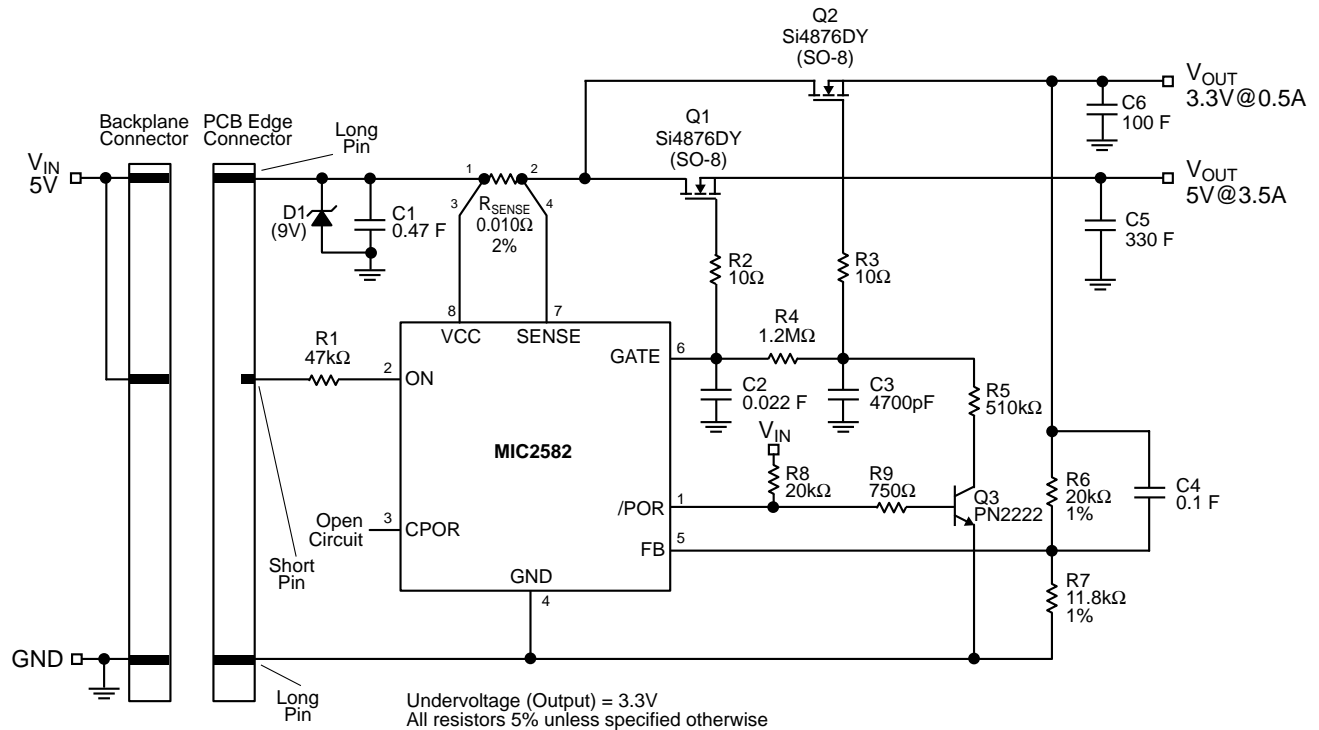 Q2
Si4876DY
(SO-8)
VOUT
3.3V@0.5A
C6
100 F
Backplane
Connector
PCB Edge
Connector
Long
Pin
Q1
Si4876DY
(SO-8)
VIN
5V
1
2
VOUT
5V@3.5A
D1
(9V)
C1
0.47 F
3
RSENSE
0.010Ω
2%
4
C5
330 F
R2
10Ω
R3
10Ω
8
7
VCC
SENSE
R4
1.2MΩ
R1
47kΩ
GATE
6
2
ON
C2
0.022 F
C3
4700pF
R5
510kΩ
VIN
MIC2582
R8
20kΩ
R9
750Ω
R6
20kΩ
1%
C4
0.1 F
/POR
1
Q3
PN2222
Open
Circuit
3
CPOR
FB
5
Short
Pin
GND
4
R7
11.8kΩ
1%
GND
Long
Pin
Undervoltage (Output) = 3.3V
All resistors 5% unless specified otherwise